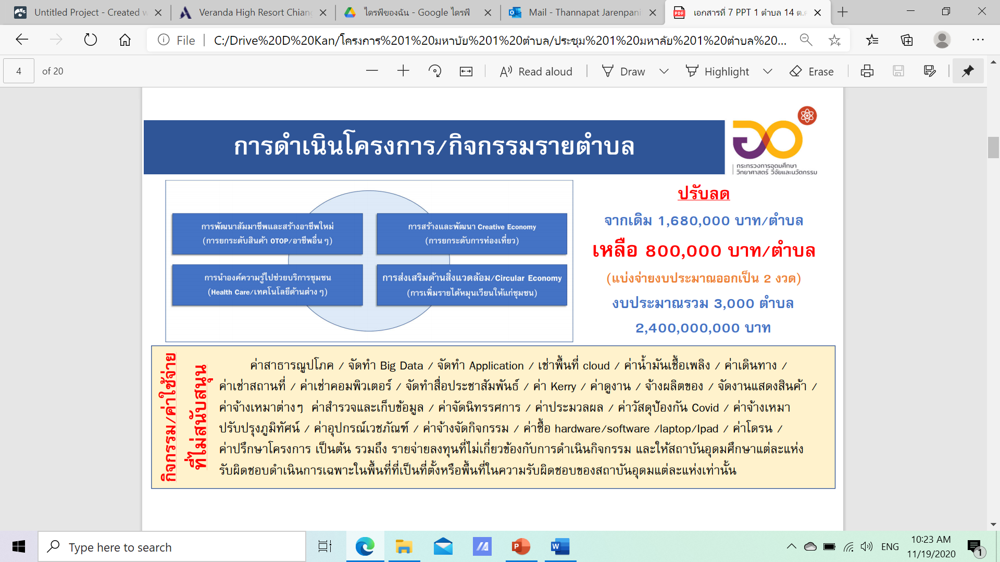 Untitled Project - Created w
Veranda High Resort Chiang
ไดรฟ์ของฉัน - Google ไดรฟ์
Mail - Thannapat Jarenpani
เอกสารที่ 7 PPT 1 ตำบล 14 ต.ค
File
C:/Drive%20D%20Kan/โครงการ%201%20มหาบัย%201%20ตำบล/ประชุม%201%20มหาลัย%201%20ตำบล%20...
4 of 20
Read aloud
Draw
Highlight
Erase
การดำเนินโครงการ/กิจกรรมรายตำบล
กระทรวงการอุดมศึกษา
วิทยาศาสตร์ วิจัยและนวัตกรรม
การพัฒนาสัมมาชีพและสร้างอาชีพใหม่
(การยกระดับสินค้า OTOP/อาชีพอื่น ๆ)
การสร้างและพัฒนา Creative Economy
(การยกระดับการท่องเที่ยว)
การนำองค์ความรู้ไปช่วยบริการชุมชน
(Health Care/เทคโนโลยีด้านต่าง ๆ)
การส่งเสริมด้านสิ่งแวดล้อม/Circular Economy
(การเพิ่มรายได้หมุนเวียนให้แก่ชุมชน)
ปรับลด
จากเดิม 1,680,000 บาท/ตำบล
เหลือ 800,000 บาท/ตำบล
(แบ่งจ่ายงบประมาณออกเป็น 2 งวด)
งบประมาณรวม 3,000 ตำบล
2,400,000,000 บาท
กิจกรรม/ค่าใช้จ่าย
ที่ไม่สนับสนุน
ค่าสาธารณูปโภค / จัดทำ Big Data / จัดทำ Application / เช่าพื้นที่ cloud / ค่าน้ำมันเชื้อเพลิง / ค่าเดินทาง /
ค่าเช่าสถานที่ / ค่าเช่าคอมพิวเตอร์ / จัดทำสื่อประชาสัมพันธ์ / ค่า Kerry / ค่าดูงาน / จ้างผลิตของ / จัดงานแสดงสินค้า /
ค่าจ้างเหมาต่างๆ ค่าสำรวจและเก็บข้อมูล / ค่าจัดนิทรรศการ / ค่าประมวลผล / ค่าวัสดุป้องกัน Covid / ค่าจ้างเหมา
ปรับปรุงภูมิทัศน์ / ค่าอุปกรณ์เวชภัณฑ์ / ค่าจ้างจัดกิจกรรม / ค่าซื้อ hardware/software /laptop/Ipad / ค่าโดรน /
ค่าปรึกษาโครงการ เป็นต้น รวมถึง รายจ่ายลงทุนที่ไม่เกี่ยวข้องกับการดำเนินกิจกรรม และให้สถาบันอุดมศึกษาแต่ละแห่ง
รับผิดชอบดำเนินการเฉพาะในพื้นที่ที่เป็นที่ตั้งหรือพื้นที่ในความรับผิดชอบของสถาบันอุดมแต่ละแห่งเท่านั้น
Type here to search
ENG
10:23 AM
11/19/2020
1